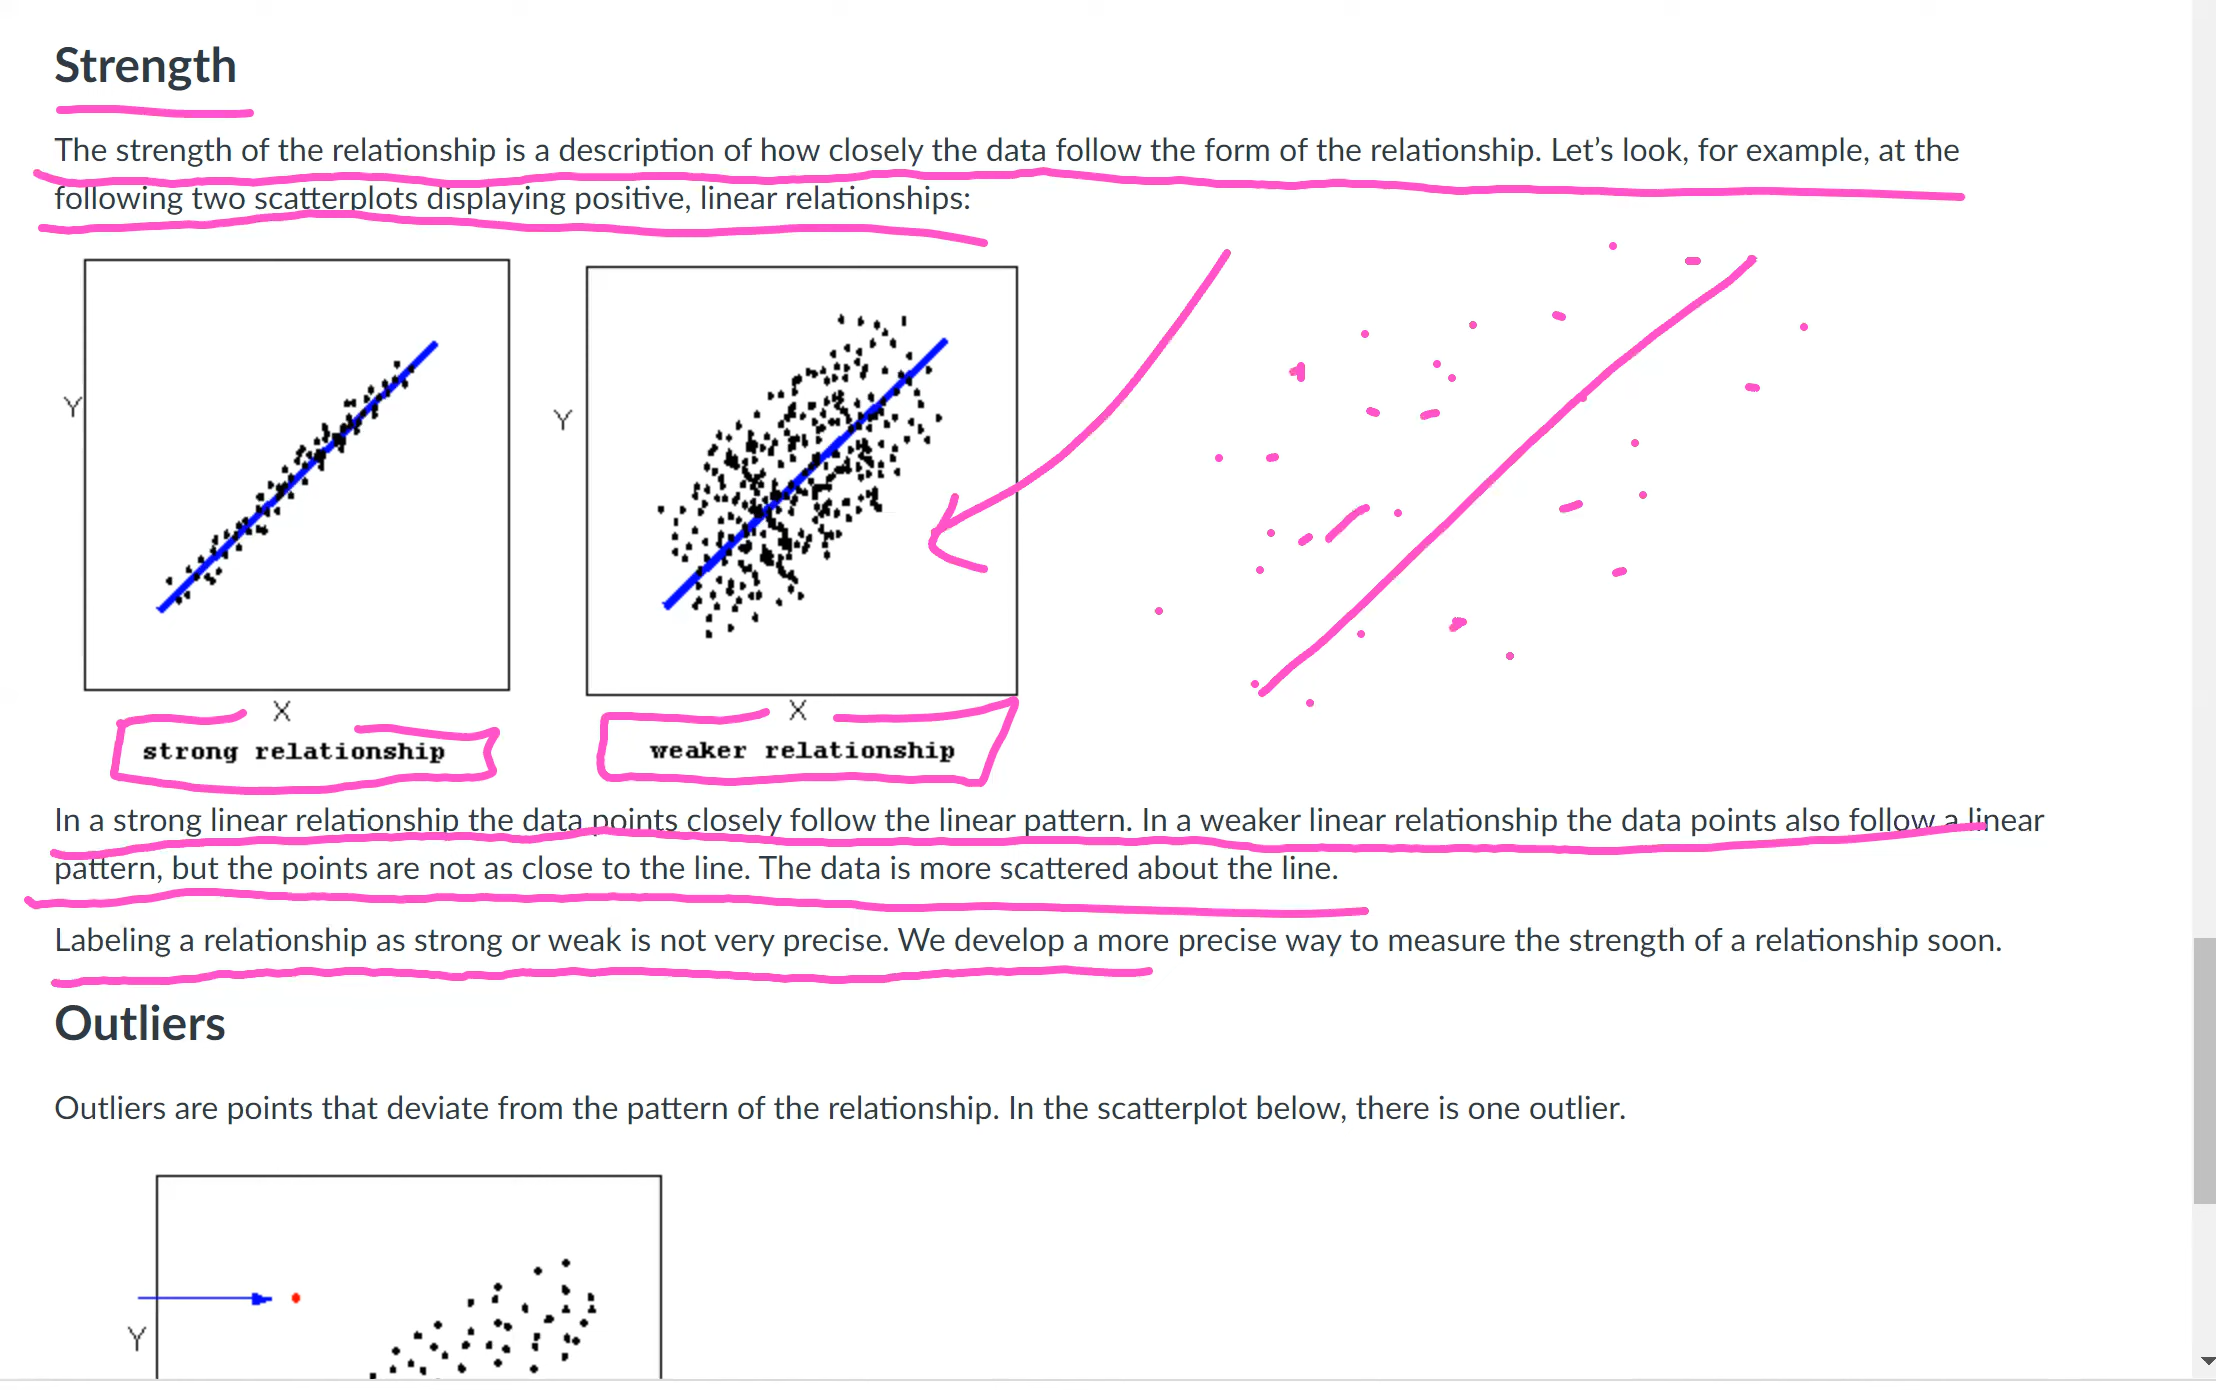 Strength
The strength of the relationship is a description of how closely the data follow the form of the relationship. Let’s look, for example, at the
following two scatterplots displaying positive, linear relationships:
Y
Y
X
X
strong relationship
weaker relationship
In a strong linear relationship the data points closely follow the linear pattern. In a weaker linear relationship the data points also follow a linear
pattern, but the points are not as close to the line. The data is more scattered about the line.
Labeling a relationship as strong or weak is not very precise. We develop a more precise way to measure the strength of a relationship soon.
Outliers
Outliers are points that deviate from the pattern of the relationship. In the scatterplot below, there is one outlier.
Y